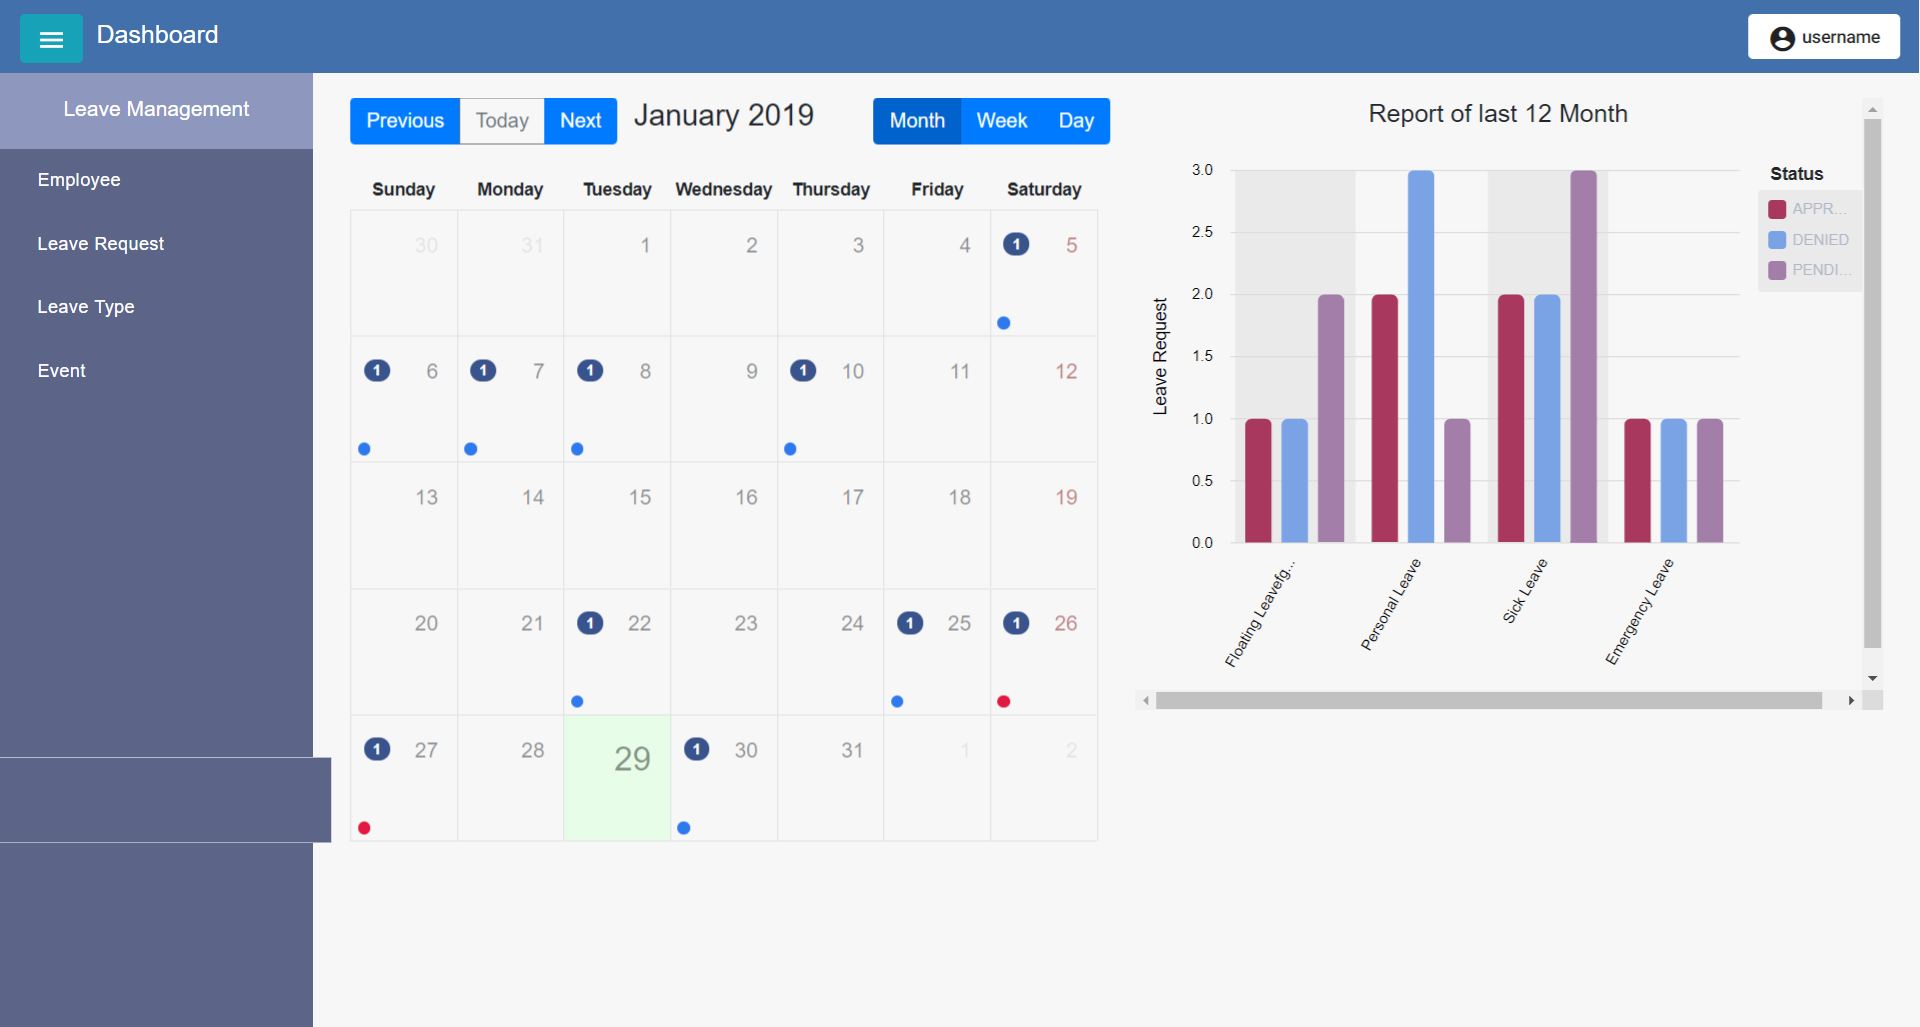 Dashboard
username
Leave Management
Employee
Leave Request
Leave Type
Event
Previous Today Next January 2019 Month Week Day
Sunday Monday Tuesday Wednesday Thursday Friday Saturday
30 31 1 2 3 4 1 5
1 6 1 7 1 8 9 1 10 11 12
13 14 15 16 17 18 19
20 21 1 22 23 24 1 25 1 26
1 27 28 29 1 30 31 1 2
Report of last 12 Month
Leave Request
3.0
2.5
2.0
1.5
1.0
0.5
0.0
Floating Leavefg...
Personal Leave
Sick Leave
Emergency Leave
Status
APPR...
DENIED
PENDI...